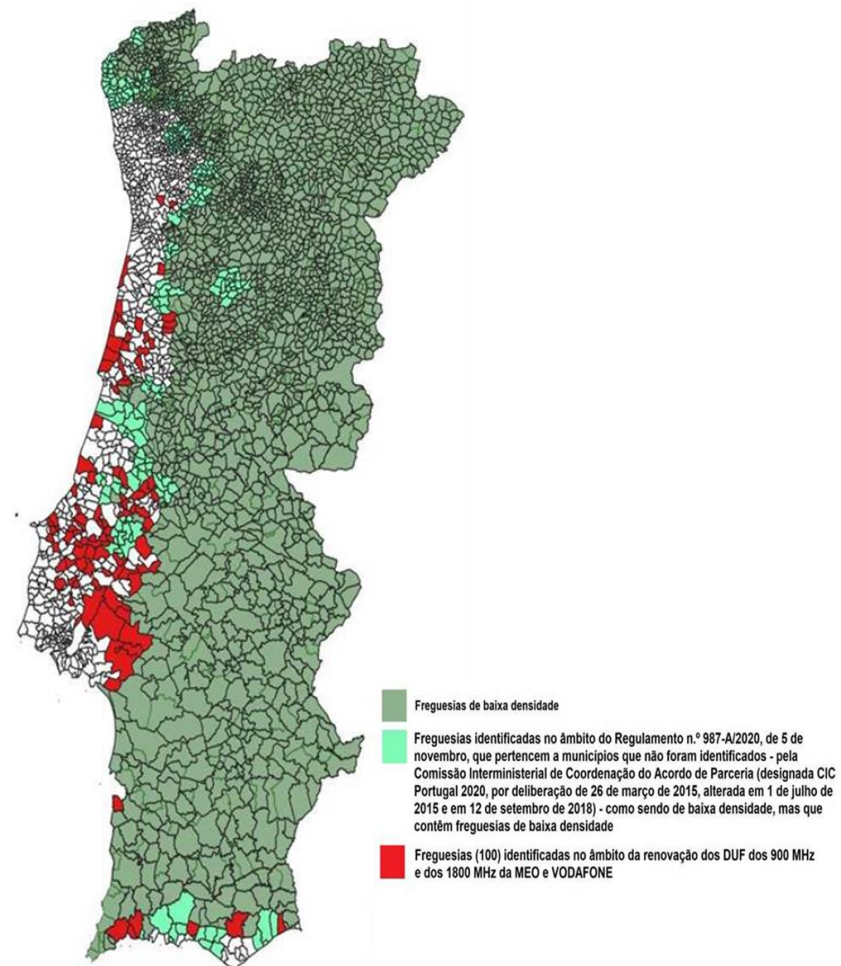 Freguesias de baixa densidade
Freguesias identificadas no âmbito do Regulamento n.º 987-A/2020, de 5 de
novembro, que pertencem a municípios que não foram identificados - pela
Comissão Interministerial de Coordenação do Acordo de Parceria (designada CIC
Portugal 2020, por deliberação de 26 de março de 2015, alterada em 1 de julho de
2015 e em 12 de setembro de 2018) - como sendo de baixa densidade, mas que
contêm freguesias de baixa densidade
Freguesias (100) identificadas no âmbito da renovação dos DUF dos 900 MHz
e dos 1800 MHz da MEO e VODAFONE